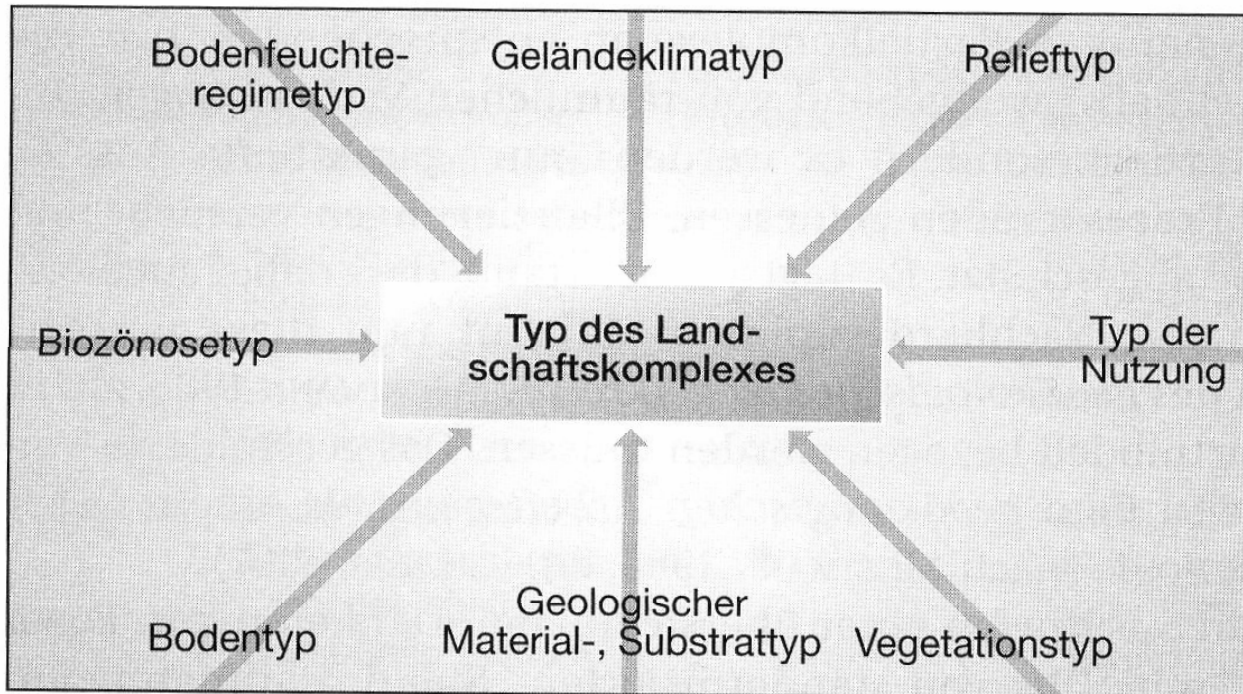 Bodenfeuchte-
regimetyp
Geländeklimatyp
Relieftyp
Biozönosetyp
Typ des Land-
schaftskomplexes
Typ der
Nutzung
Bodentyp
Geologischer
Material-, Substrattyp
Vegetationstyp